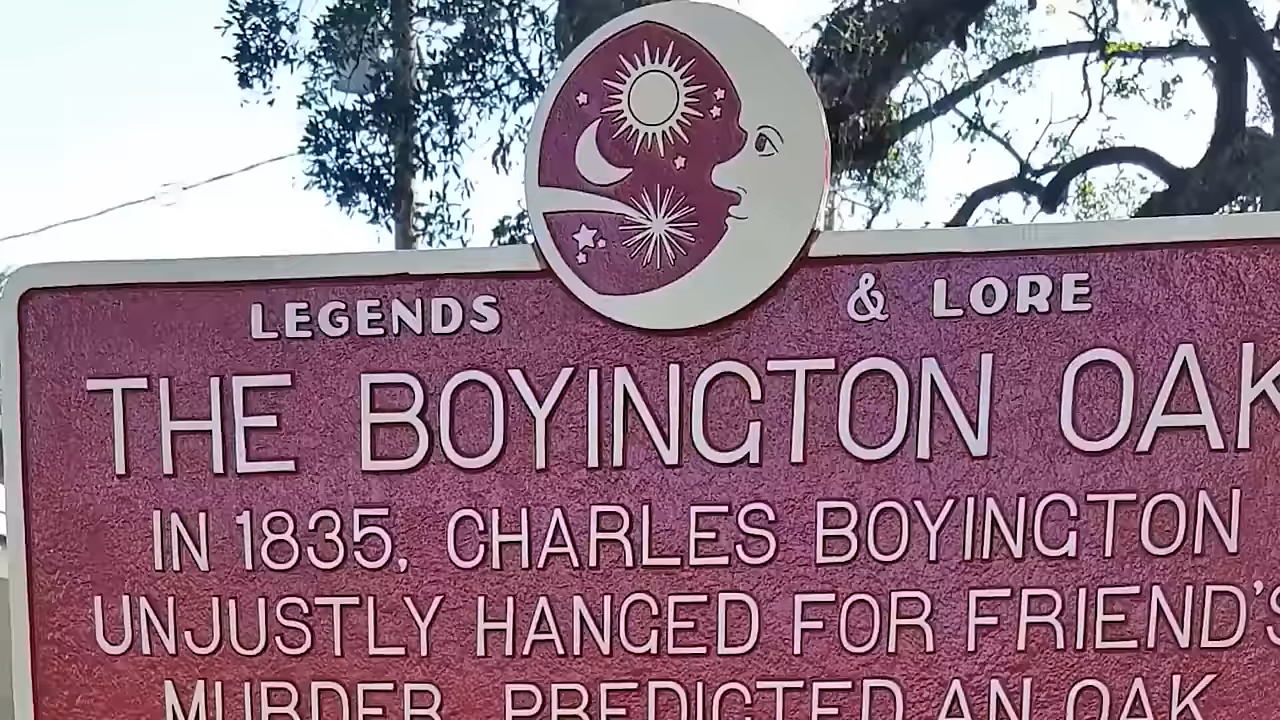 LEGENDS & LORE
THE BOYINGTON OAK
IN 1835, CHARLES BOYINGTON
UNJUSTLY HANGED FOR FRIEND'S
MURDER, PREDICTED AN OAK